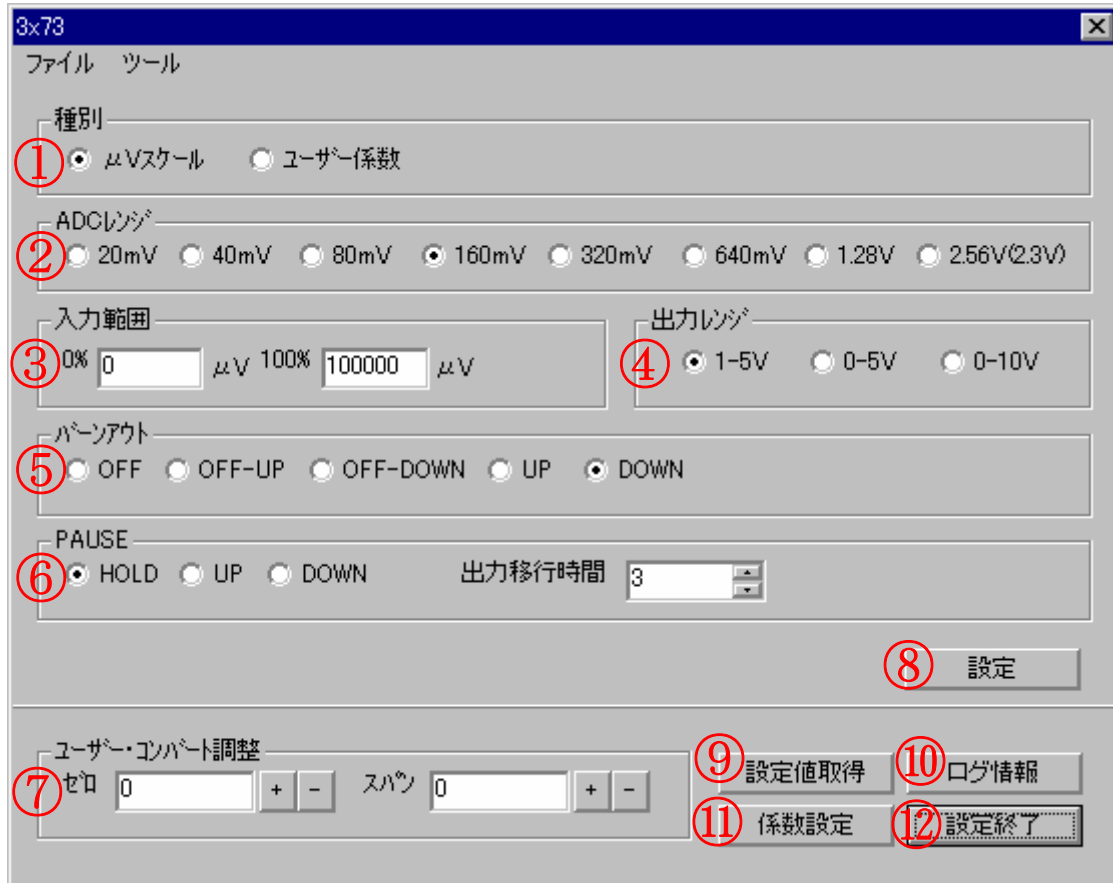 3x73
ファイル ツール
種別
① μVスケール ユーザー係数
ADCレンジ
② 20mV 40mV 80mV 160mV 320mV 640mV 1.28V 2.56V(2.3V)
入力範囲
③ 0% 0 μV 100% 100000 μV
出力レンジ
④ 1-5V 0-5V 0-10V
バーンアウト
⑤ OFF OFF-UP OFF-DOWN UP DOWN
PAUSE
⑥ HOLD UP DOWN 出力移行時間 3
⑧ 設定
ユーザー・コンバート調整
⑦ ゼロ 0 + - スパン 0 + -
⑨ 設定値取得 ⑩ ログ情報
⑪ 係数設定 ⑫ 設定終了